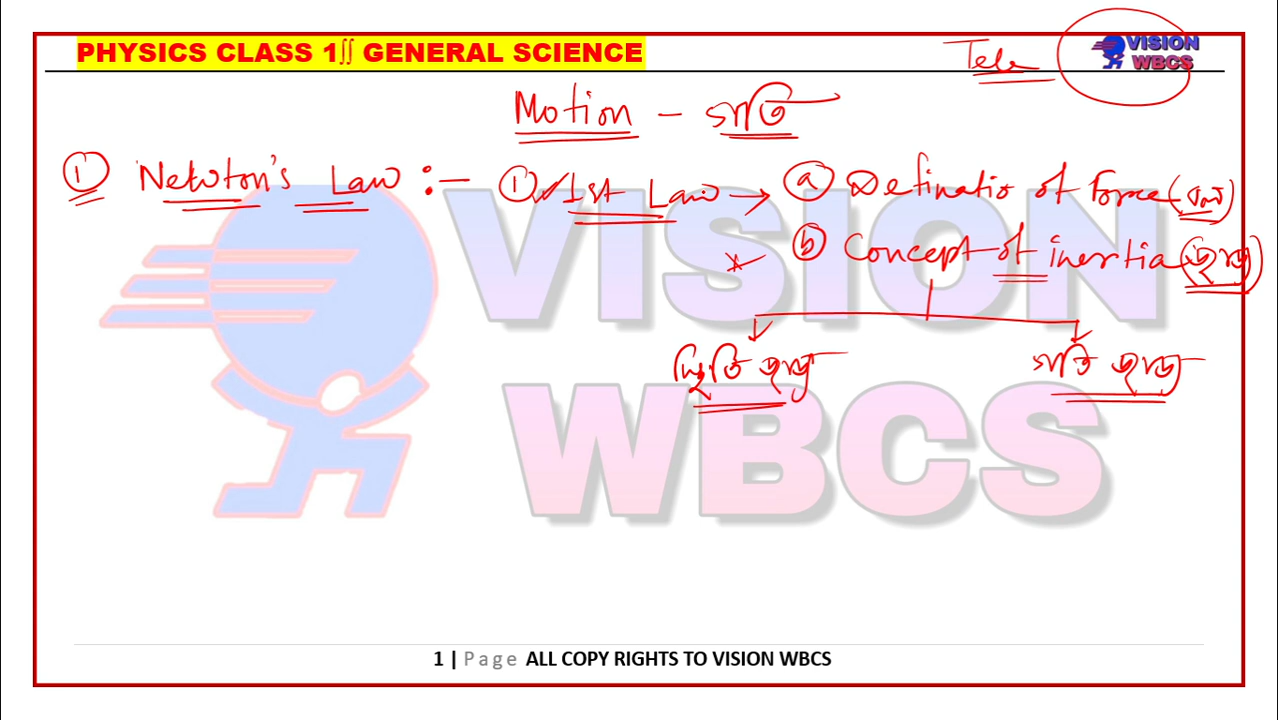 PHYSICS CLASS 1∬ GENERAL SCIENCE
Tele
VISION
WBCS
Motion – গতি
① Newton's Law :– ① 1st Law → ⓐ Definatio of Force (বল)
ⓑ Concept of inertia (জাড্য)
স্থিতি জাড্য গতি জাড্য
VISION
WBCS
1 | Page ALL COPY RIGHTS TO VISION WBCS